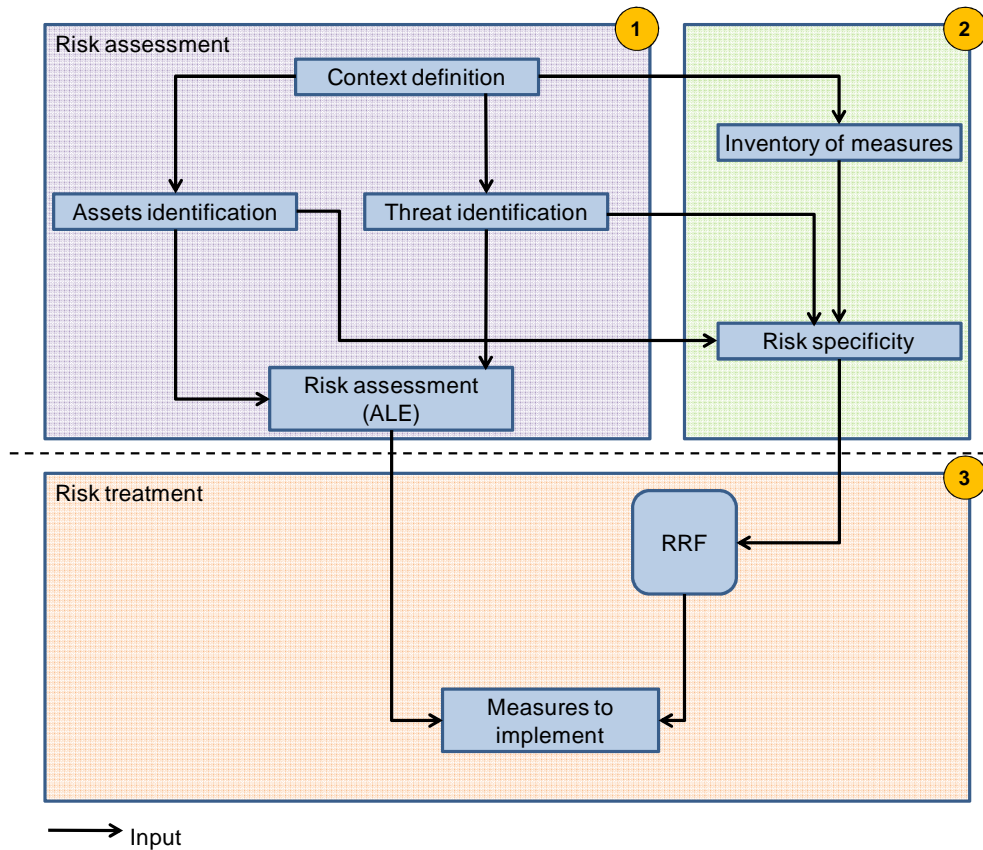 Risk assessment
1
2
Context definition
Inventory of measures
Assets identification
Threat identification
Risk specificity
Risk assessment
(ALE)
Risk treatment
3
RRF
Measures to
implement
Input